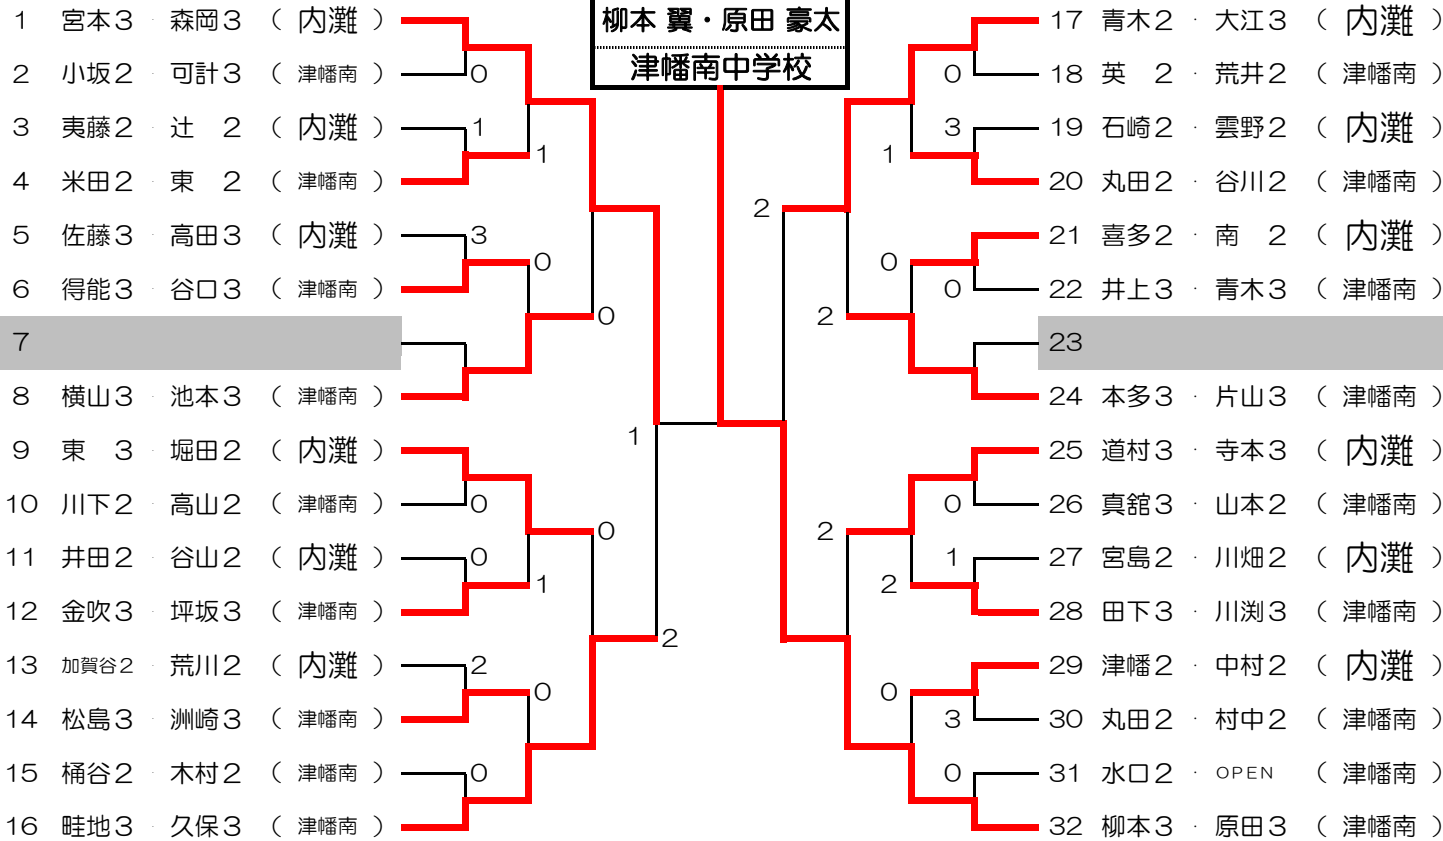 柳本 翼・原田 豪太
津幡南中学校
1 宮本3 · 森岡3 ( 内灘 )
2 小坂2 · 可計3 ( 津幡南 )
0
3 夷藤2 · 辻 2 ( 内灘 )
1
1
4 米田2 · 東 2 ( 津幡南 )
5 佐藤3 · 高田3 ( 内灘 )
3
0
6 得能3 · 谷口3 ( 津幡南 )
0
7
8 横山3 · 池本3 ( 津幡南 )
1
9 東 3 · 堀田2 ( 内灘 )
10 川下2 · 高山2 ( 津幡南 )
0
0
11 井田2 · 谷山2 ( 内灘 )
0
1
12 金吹3 · 坪坂3 ( 津幡南 )
2
13 加賀谷2 · 荒川2 ( 内灘 )
2
0
14 松島3 · 洲崎3 ( 津幡南 )
15 桶谷2 · 木村2 ( 津幡南 )
0
16 畦地3 · 久保3 ( 津幡南 )
17 青木2 · 大江3 ( 内灘 )
0
18 英 2 · 荒井2 ( 津幡南 )
3
19 石崎2 · 雲野2 ( 内灘 )
1
20 丸田2 · 谷川2 ( 津幡南 )
2
21 喜多2 · 南 2 ( 内灘 )
0
0
22 井上3 · 青木3 ( 津幡南 )
2
23
24 本多3 · 片山3 ( 津幡南 )
25 道村3 · 寺本3 ( 内灘 )
0
26 真舘3 · 山本2 ( 津幡南 )
2
1
27 宮島2 · 川畑2 ( 内灘 )
2
28 田下3 · 川渕3 ( 津幡南 )
29 津幡2 · 中村2 ( 内灘 )
0
3
30 丸田2 · 村中2 ( 津幡南 )
0
31 水口2 · OPEN ( 津幡南 )
32 柳本3 · 原田3 ( 津幡南 )